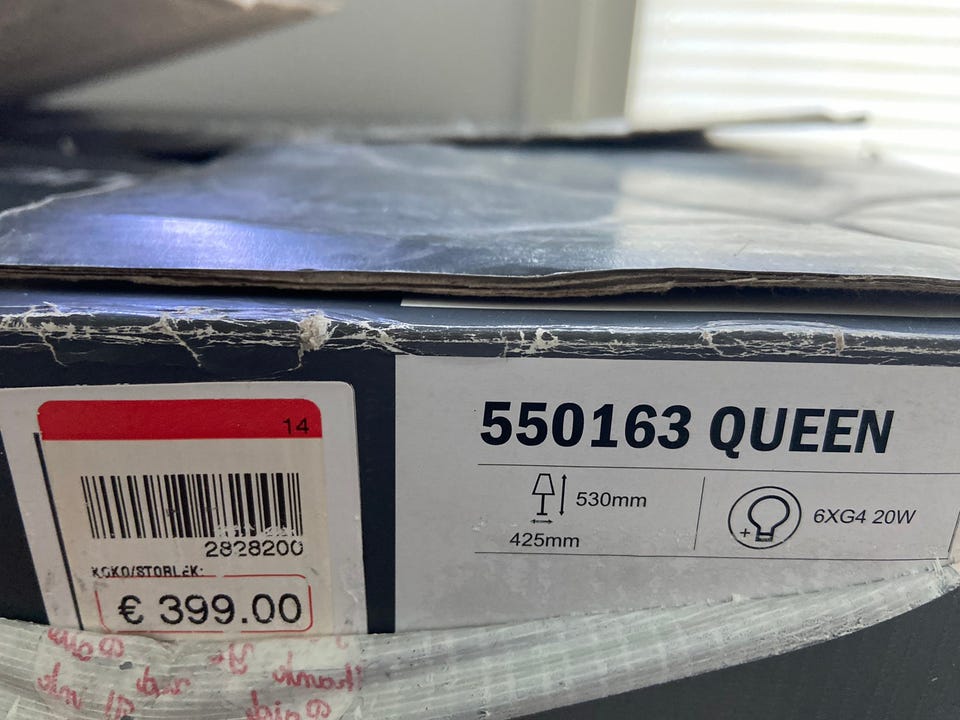 14
2828200
KOKO/STORLEK:
€ 399.00
550163 QUEEN
530mm
425mm
6XG4 20W